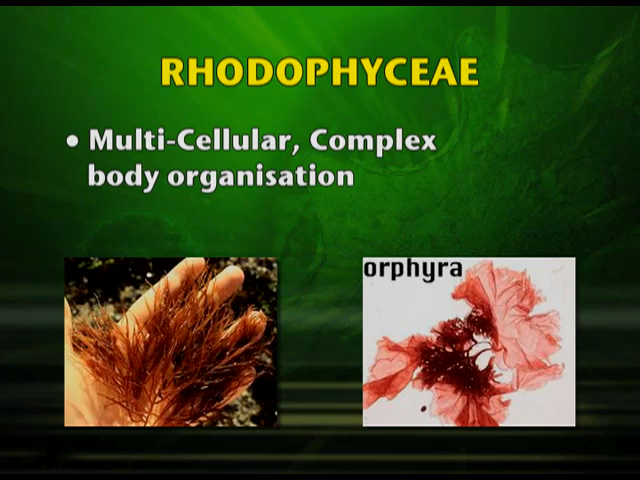 RHODOPHYCEAE
• Multi-Cellular, Complex
body organisation
orphyra